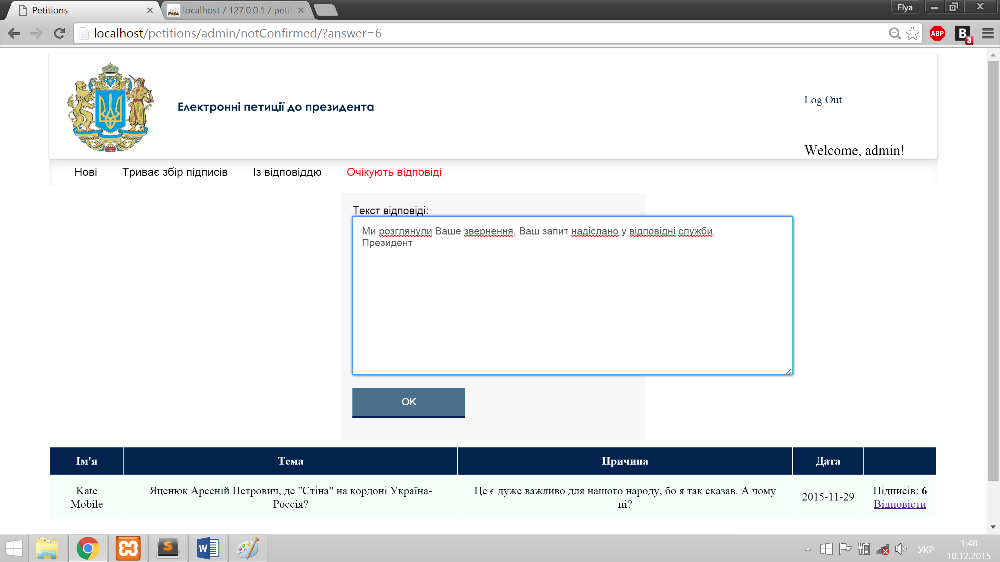 Petitions
localhost / 127.0.0.1 / peti
Elya
localhost/petitions/admin/notConfirmed/?answer=6
ABP
B
3
Електронні петиції до президента
Log Out
Welcome, admin!
Нові Триває збір підписів Із відповіддю Очікують відповіді
Текст відповіді:
Ми розглянули Ваше звернення, Ваш запит надіслано у відповідні служби.
Президент
OK
Ім'я Тема Причина Дата
Kate Mobile
Яценюк Арсеній Петрович, де "Стіна" на кордоні Україна-
Россія?
Це є дуже важливо для нашого народу, бо я так сказав. А чому
ні?
2015-11-29
Підписів: 6
Відповісти
УКР
1:48
10.12.2015